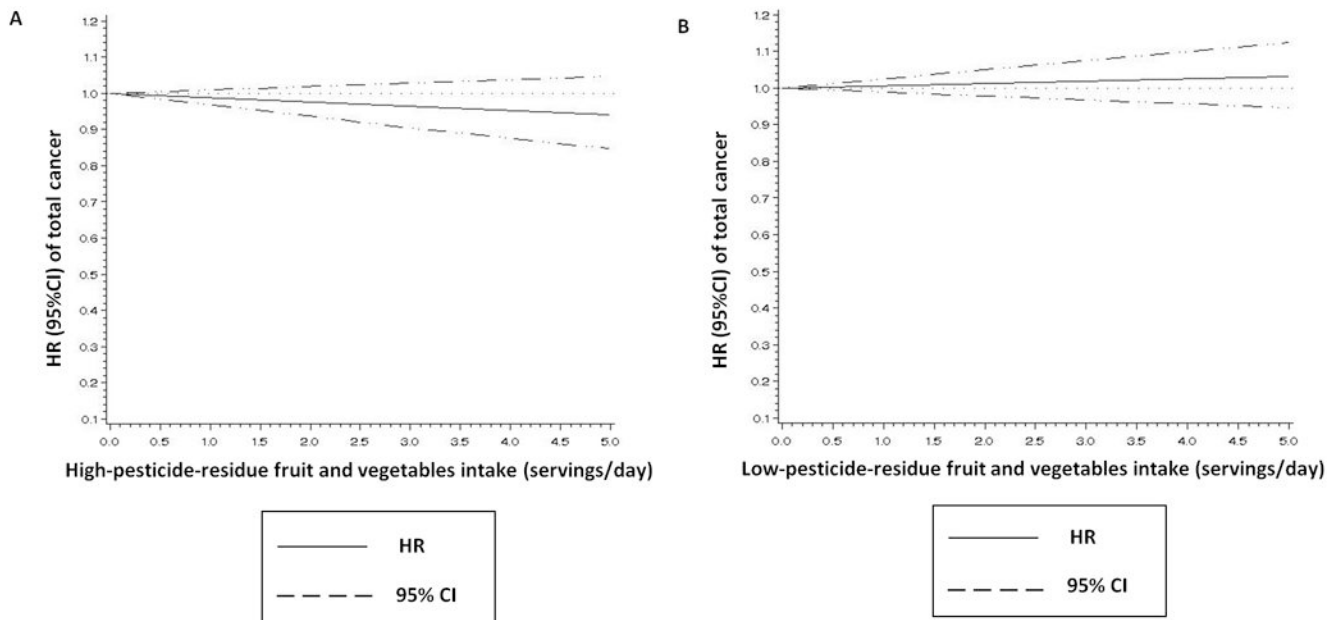 A
HR (95%CI) of total cancer
1.2
1.1
1.0
0.9
0.8
0.7
0.6
0.5
0.4
0.3
0.2
0.1
0.0 0.5 1.0 1.5 2.0 2.5 3.0 3.5 4.0 4.5 5.0
High-pesticide-residue fruit and vegetables intake (servings/day)
HR
95% CI
B
HR (95%CI) of total cancer
1.2
1.1
1.0
0.9
0.8
0.7
0.6
0.5
0.4
0.3
0.2
0.1
0.0 0.5 1.0 1.5 2.0 2.5 3.0 3.5 4.0 4.5 5.0
Low-pesticide-residue fruit and vegetables intake (servings/day)
HR
95% CI